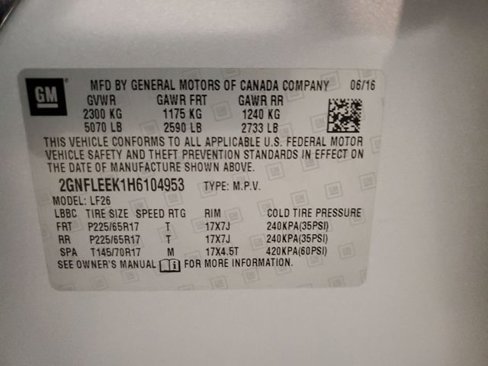 GM
MFD BY GENERAL MOTORS OF CANADA COMPANY 06/16
GVWR GAWR FRT GAWR RR
2300 KG 1175 KG 1240 KG
5070 LB 2590 LB 2733 LB
THIS VEHICLE CONFORMS TO ALL APPLICABLE U.S. FEDERAL MOTOR
VEHICLE SAFETY AND THEFT PREVENTION STANDARDS IN EFFECT ON
THE DATE OF MANUFACTURE SHOWN ABOVE.
2GNFLEEK1H6104953 TYPE: M.P.V.
MODEL: LF26
LBBC TIRE SIZE SPEED RTG RIM COLD TIRE PRESSURE
FRT P225/65R17 T 17X7J 240KPA(35PSI)
RR P225/65R17 T 17X7J 240KPA(35PSI)
SPA T145/70R17 M 17X4.5T 420KPA(60PSI)
SEE OWNER'S MANUAL i FOR MORE INFORMATION.